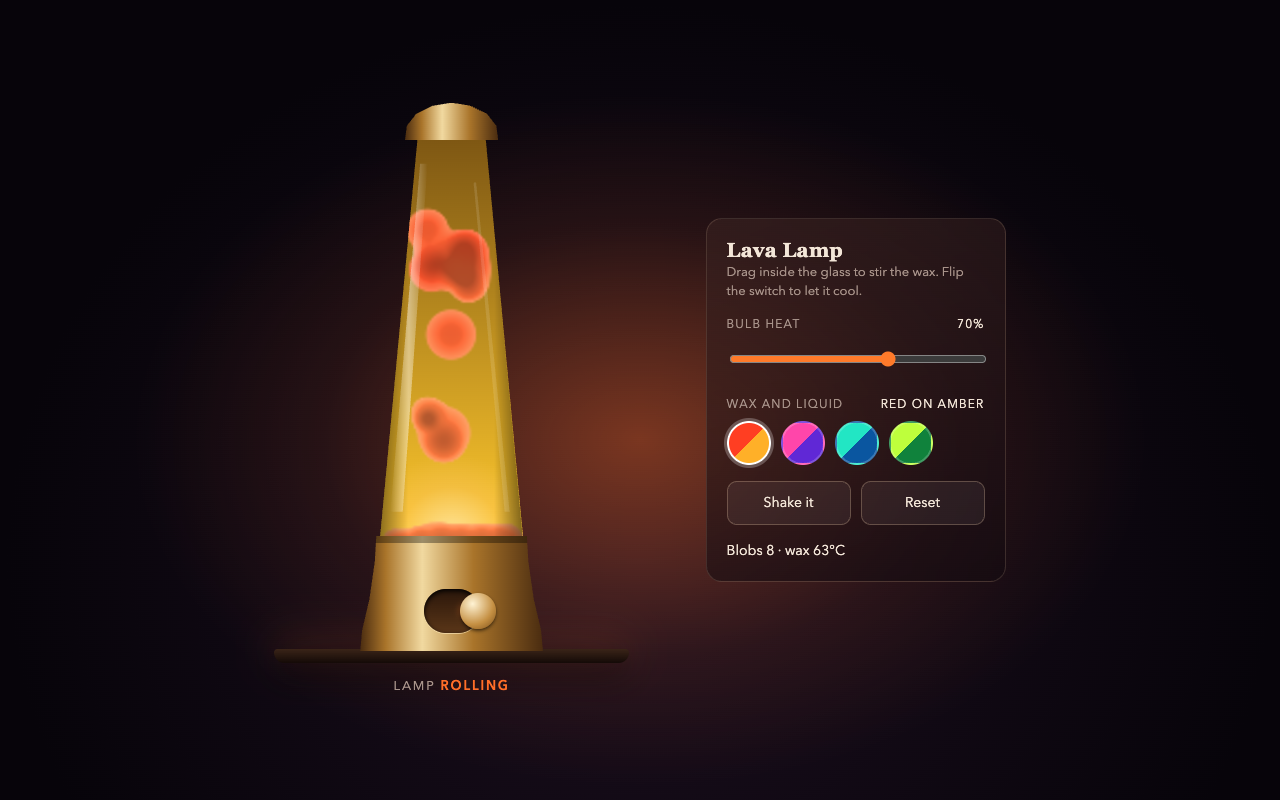 Lava Lamp
Drag inside the glass to stir the wax. Flip
the switch to let it cool.
BULB HEAT 70%
WAX AND LIQUID RED ON AMBER
Shake it Reset
Blobs 8 · wax 63°C
LAMP ROLLING